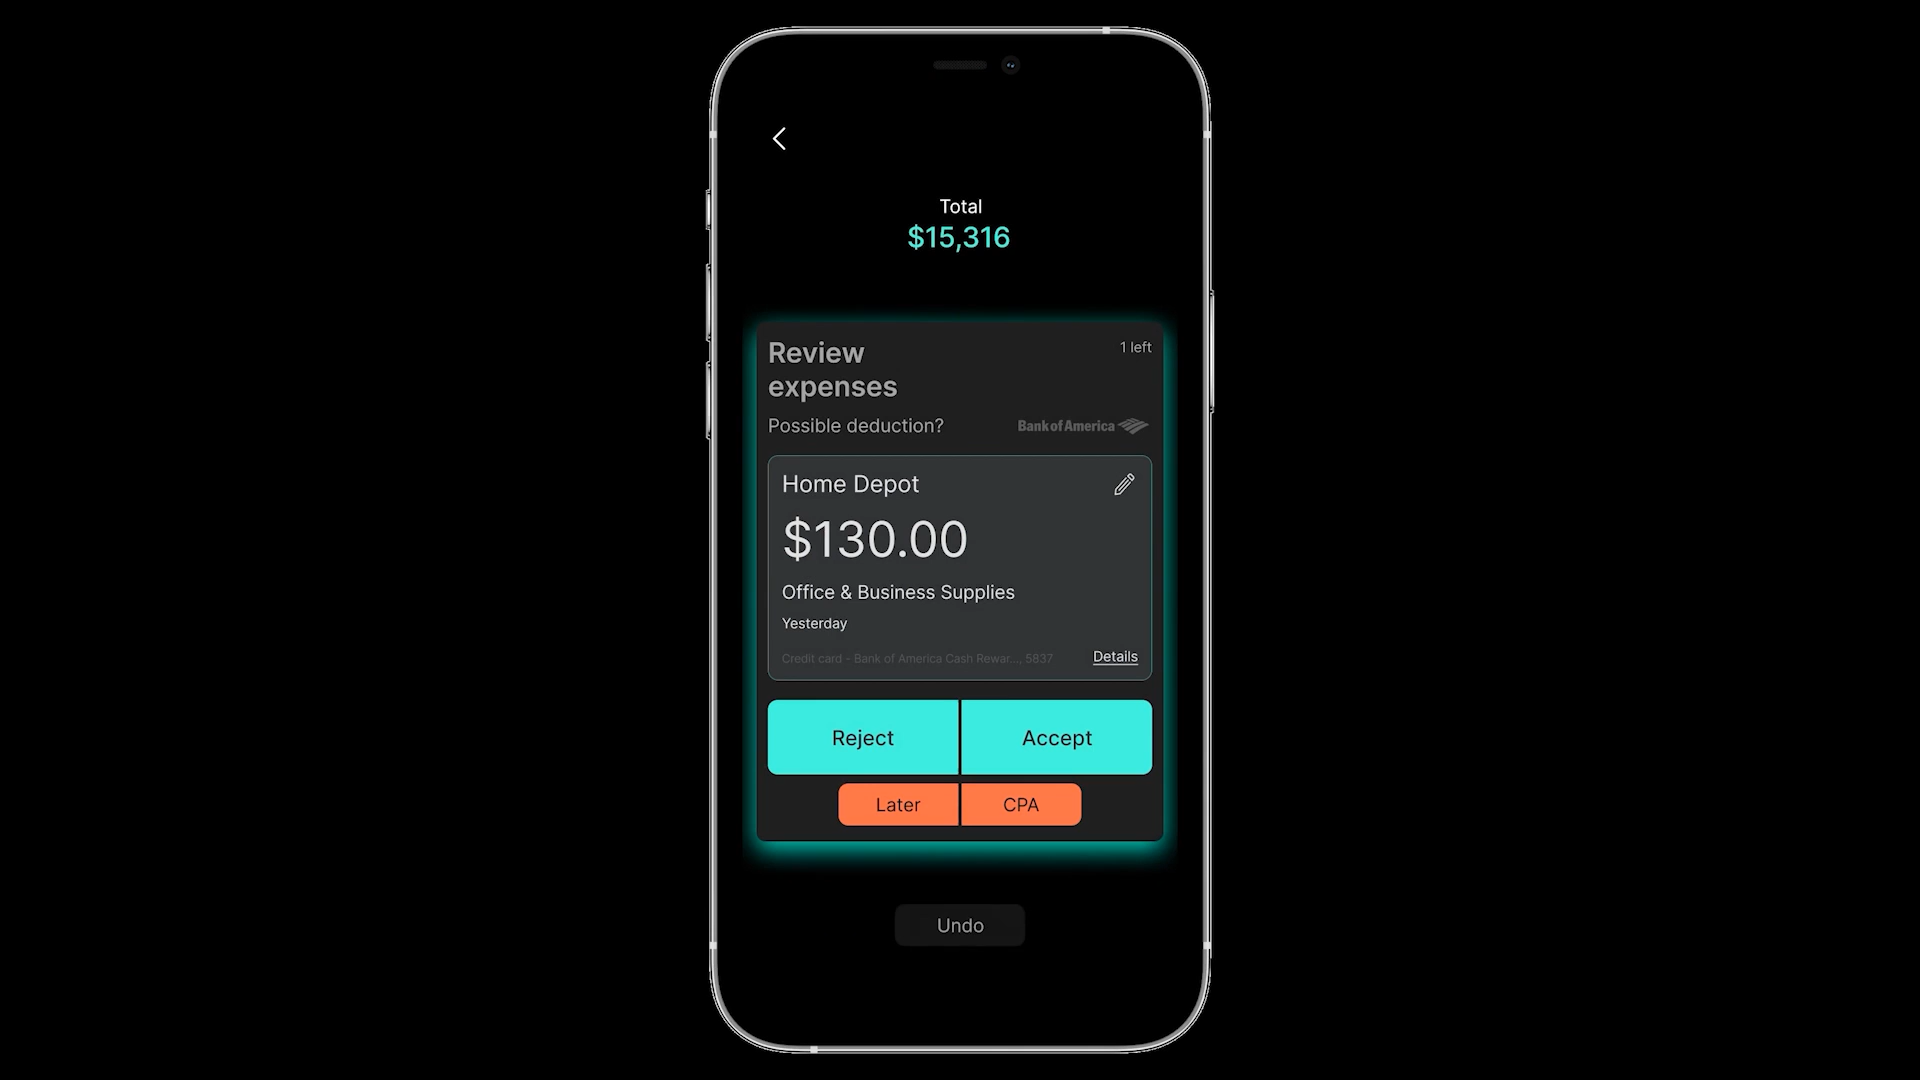 Total
$15,316
Review
expenses
1 left
Possible deduction?
Bank of America
Home Depot
$130.00
Office & Business Supplies
Yesterday
Credit card - Bank of America Cash Rewar..., 5837
Details
Reject
Accept
Later
CPA
Undo